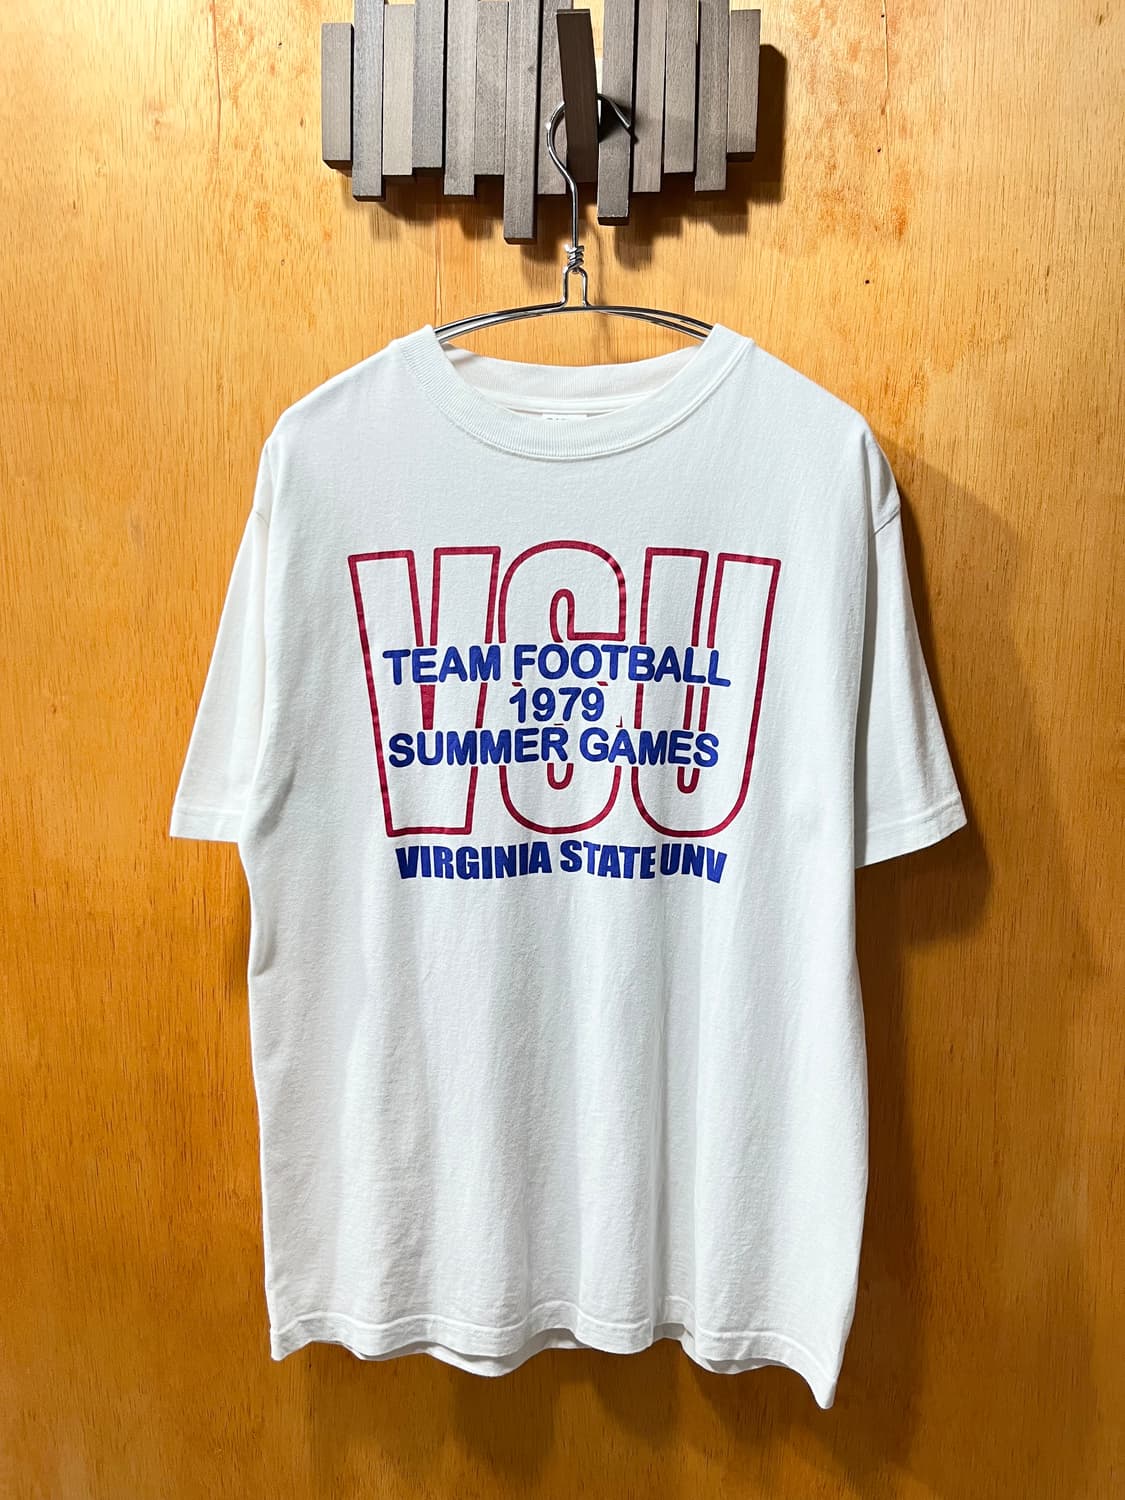 VSU
TEAM FOOTBALL
1979
SUMMER GAMES
VIRGINIA STATE UNV